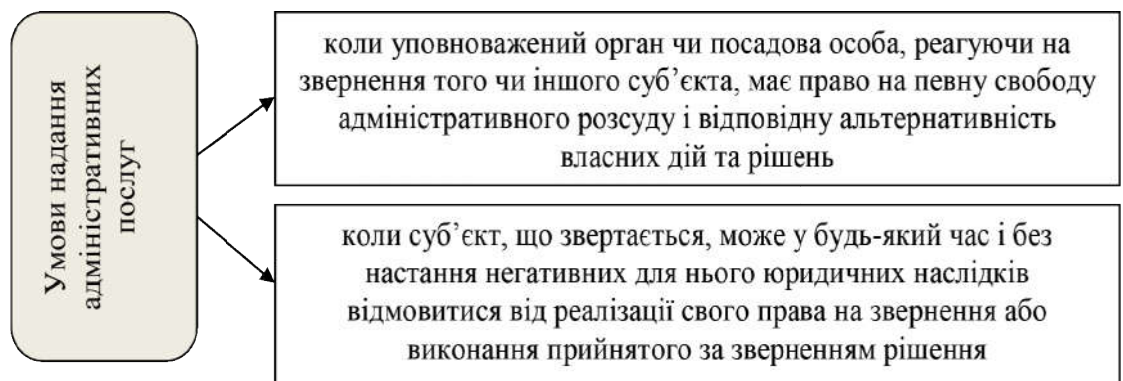 Умови надання
адміністративних
послуг
коли уповноважений орган чи посадова особа, реагуючи на
звернення того чи іншого суб’єкта, має право на певну свободу
адміністративного розсуду і відповідну альтернативність
власних дій та рішень
коли суб’єкт, що звертається, може у будь-який час і без
настання негативних для нього юридичних наслідків
відмовитися від реалізації свого права на звернення або
виконання прийнятого за зверненням рішення